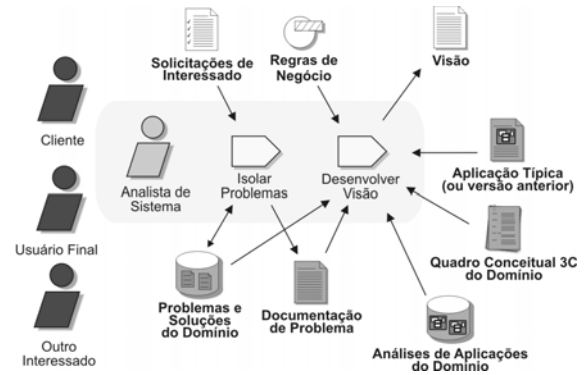 Solicitações de
Interessado
Regras de
Negócio
Visão
Cliente
Analista de
Sistema
Isolar
Problemas
Desenvolver
Visão
Aplicação Típica
(ou versão anterior)
Usuário Final
Quadro Conceitual 3C
do Domínio
Problemas e
Soluções
do Domínio
Documentação
de Problema
Outro
Interessado
Análises de Aplicações
do Domínio